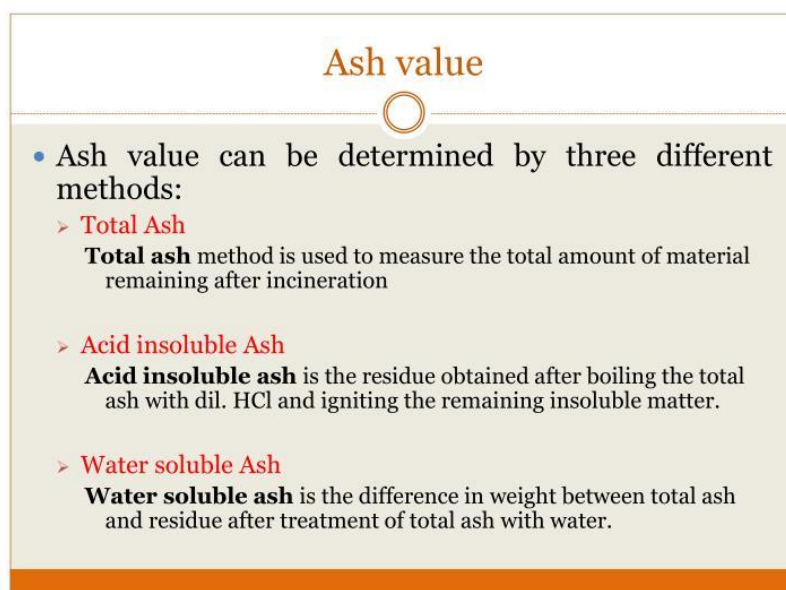 Ash value
• Ash value can be determined by three different
methods:
➢ Total Ash
Total ash method is used to measure the total amount of material
remaining after incineration
➢ Acid insoluble Ash
Acid insoluble ash is the residue obtained after boiling the total
ash with dil. HCl and igniting the remaining insoluble matter.
➢ Water soluble Ash
Water soluble ash is the difference in weight between total ash
and residue after treatment of total ash with water.